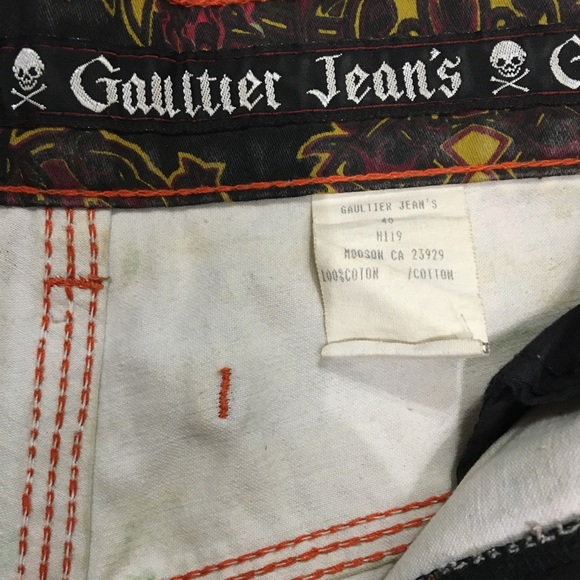 Gaultier Jean's G
GAULTIER JEAN'S
40
H119
MOOSON CA 23929
100%COTON /COTTON